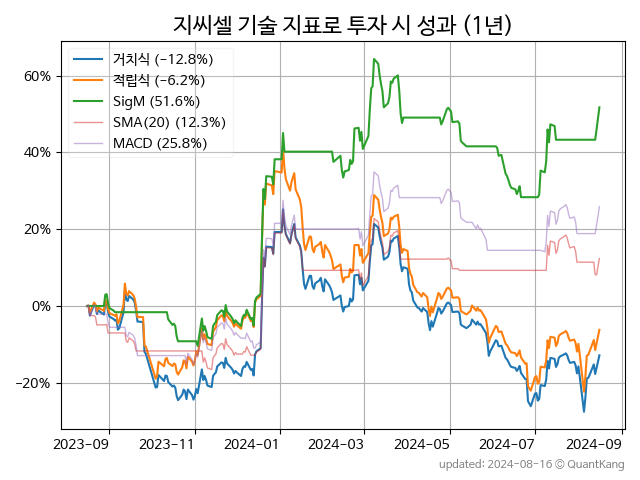 지씨셀 기술 지표로 투자 시 성과 (1년)
거치식 (−12.8%)
적립식 (−6.2%)
SigM (51.6%)
SMA(20) (12.3%)
MACD (25.8%)
60%
40%
20%
0%
−20%
2023−09 2023−11 2024−01 2024−03 2024−05 2024−07 2024−09
updated: 2024-08-16 © QuantKang